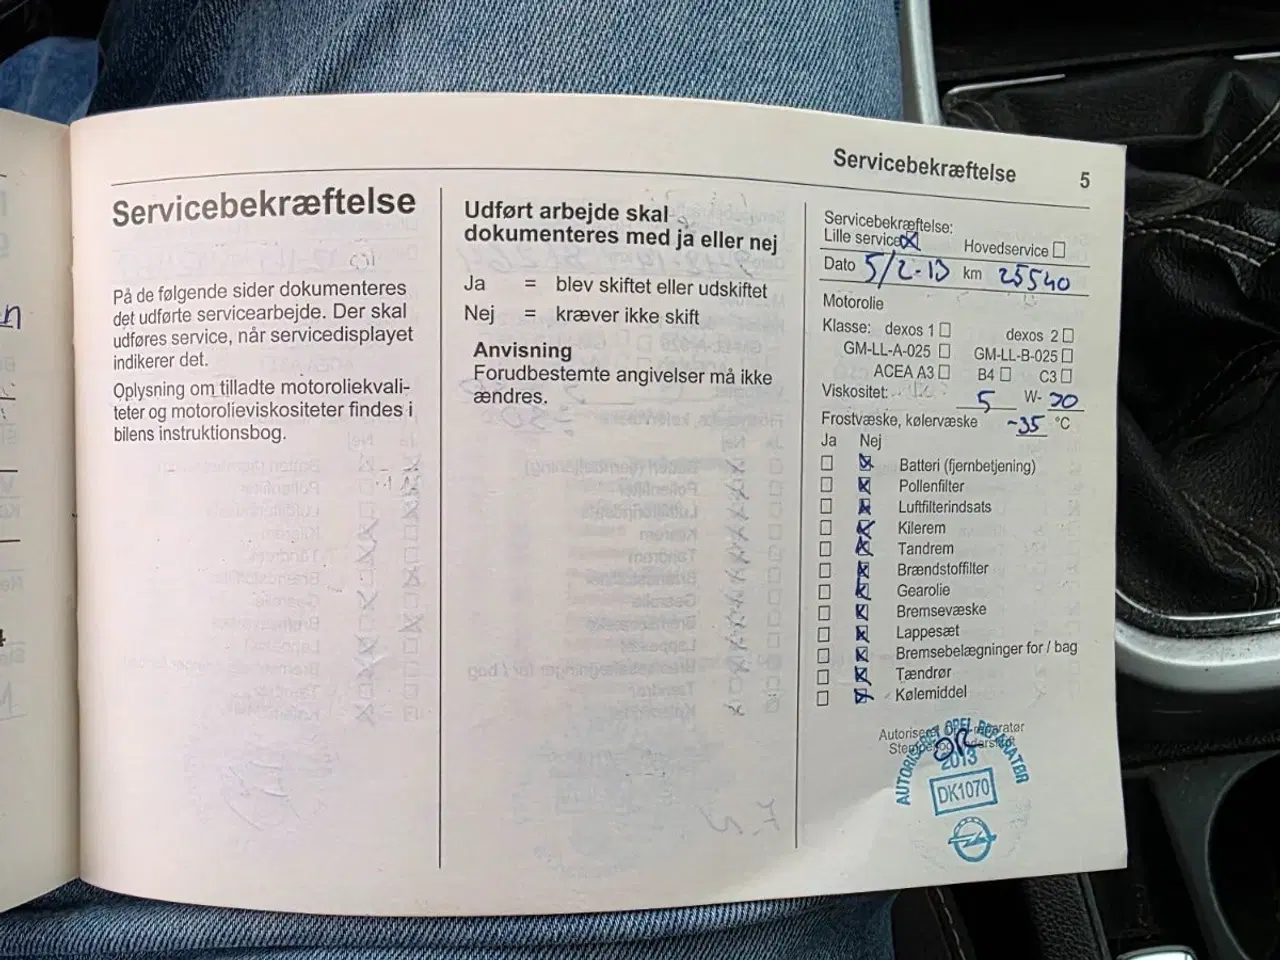 Servicebekræftelse 5
Servicebekræftelse
På de følgende sider dokumenteres
det udførte servicearbejde. Der skal
udføres service, når servicedisplayet
indikerer det.
Oplysning om tilladte motoroliekvali-
teter og motorolieviskositeter findes i
bilens instruktionsbog.
Udført arbejde skal
dokumenteres med ja eller nej
Ja = blev skiftet eller udskiftet
Nej = kræver ikke skift
Anvisning
Forudbestemte angivelser må ikke
ændres.
Servicebekræftelse:
Lille service Hovedservice
Dato 5/2-13 km 25540
Motorolie
Klasse: dexos 1 dexos 2
GM-LL-A-025 GM-LL-B-025
ACEA A3 B4 C3
Viskositet: 5 W- 30
Frostvæske, kølervæske -35 °C
Ja Nej
Batteri (fjernbetjening)
Pollenfilter
Luftfilterindsats
Kilerem
Tandrem
Brændstoffilter
Gearolie
Bremsevæske
Lappesæt
Bremsebelægninger for / bag
Tændrør
Kølemiddel
AUTORISERET OPEL REPARATØR
2013
DK1070